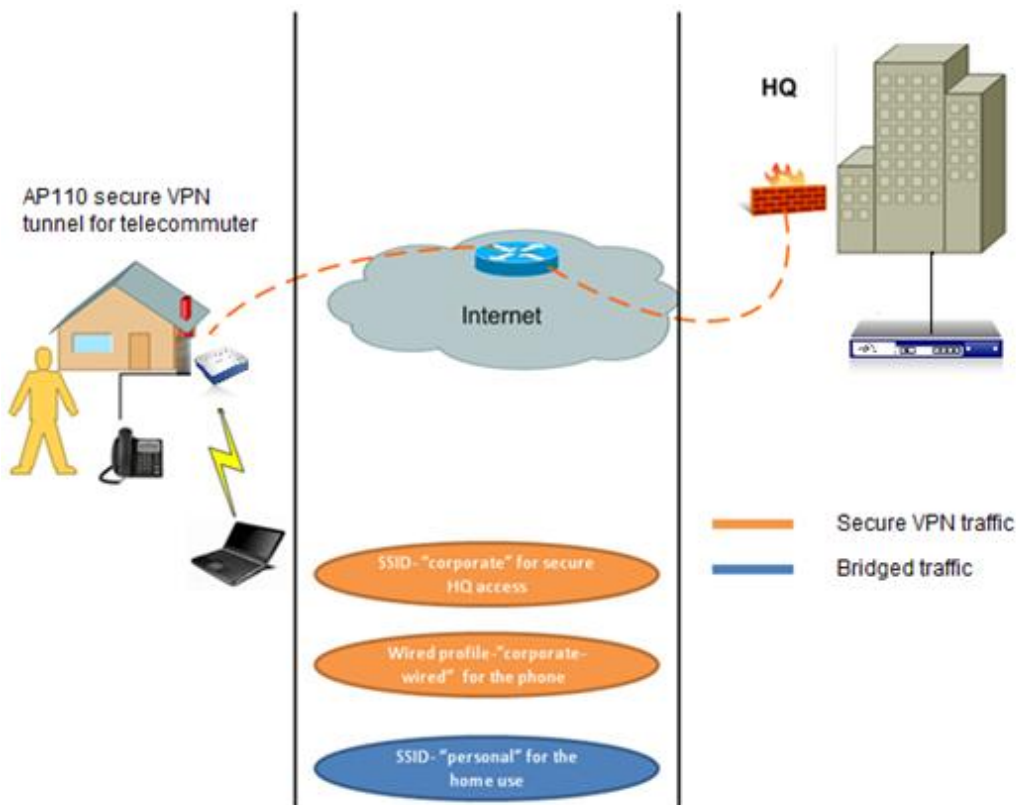 HQ
AP110 secure VPN
tunnel for telecommuter
Internet
Secure VPN traffic
Bridged traffic
SSID- "corporate" for secure
HQ access
Wired profile-"corporate-
wired"  for the phone
SSID- "personal" for the
home use